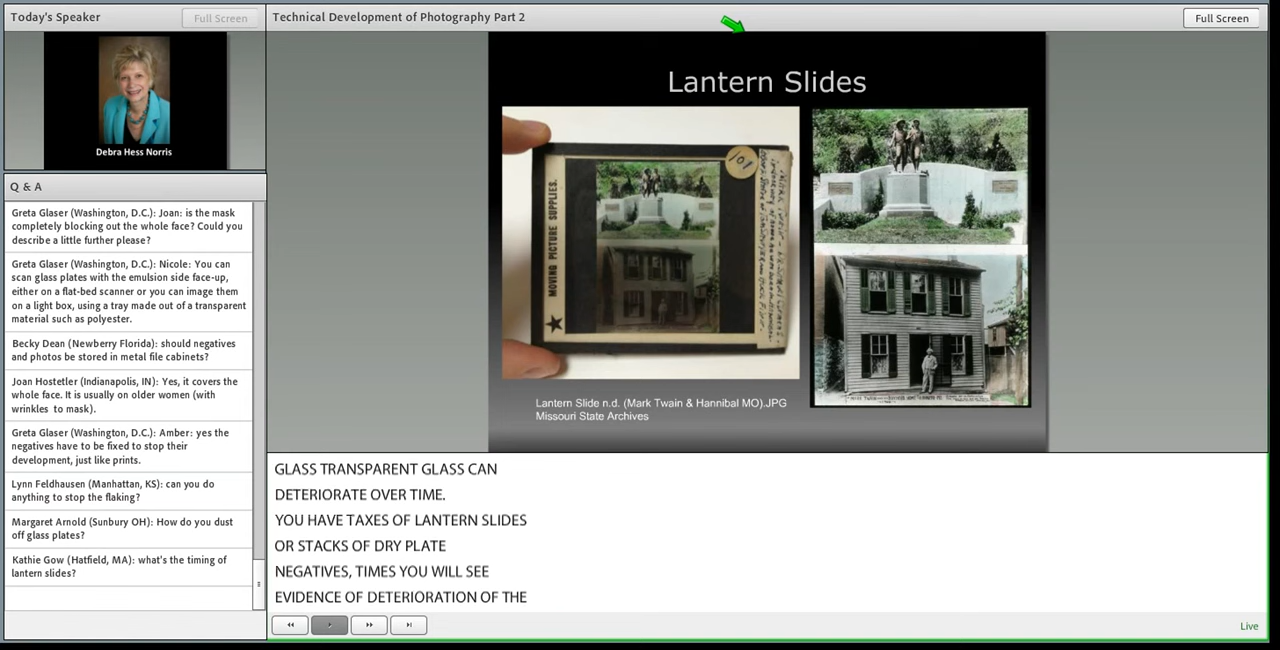 Today's Speaker
Full Screen
Debra Hess Norris
Q & A
Greta Glaser (Washington, D.C.): Joan: is the mask
completely blocking out the whole face? Could you
describe a little further please?
Greta Glaser (Washington, D.C.): Nicole: You can
scan glass plates with the emulsion side face-up,
either on a flat-bed scanner or you can image them
on a light box, using a tray made out of a transparent
material such as polyester.
Becky Dean (Newberry Florida): should negatives
and photos be stored in metal file cabinets?
Joan Hostetler (Indianapolis, IN): Yes, it covers the
whole face. It is usually on older women (with
wrinkles to mask).
Greta Glaser (Washington, D.C.): Amber: yes the
negatives have to be fixed to stop their
development, just like prints.
Lynn Feldhausen (Manhattan, KS): can you do
anything to stop the flaking?
Margaret Arnold (Sunbury OH): How do you dust
off glass plates?
Kathie Gow (Hatfield, MA): what's the timing of
lantern slides?
Technical Development of Photography Part 2
Full Screen
Lantern Slides
MOVING PICTURE SUPPLIES.
101
Lantern Slide n.d. (Mark Twain & Hannibal MO).JPG
Missouri State Archives
GLASS TRANSPARENT GLASS CAN
DETERIORATE OVER TIME.
YOU HAVE TAXES OF LANTERN SLIDES
OR STACKS OF DRY PLATE
NEGATIVES, TIMES YOU WILL SEE
EVIDENCE OF DETERIORATION OF THE
Live